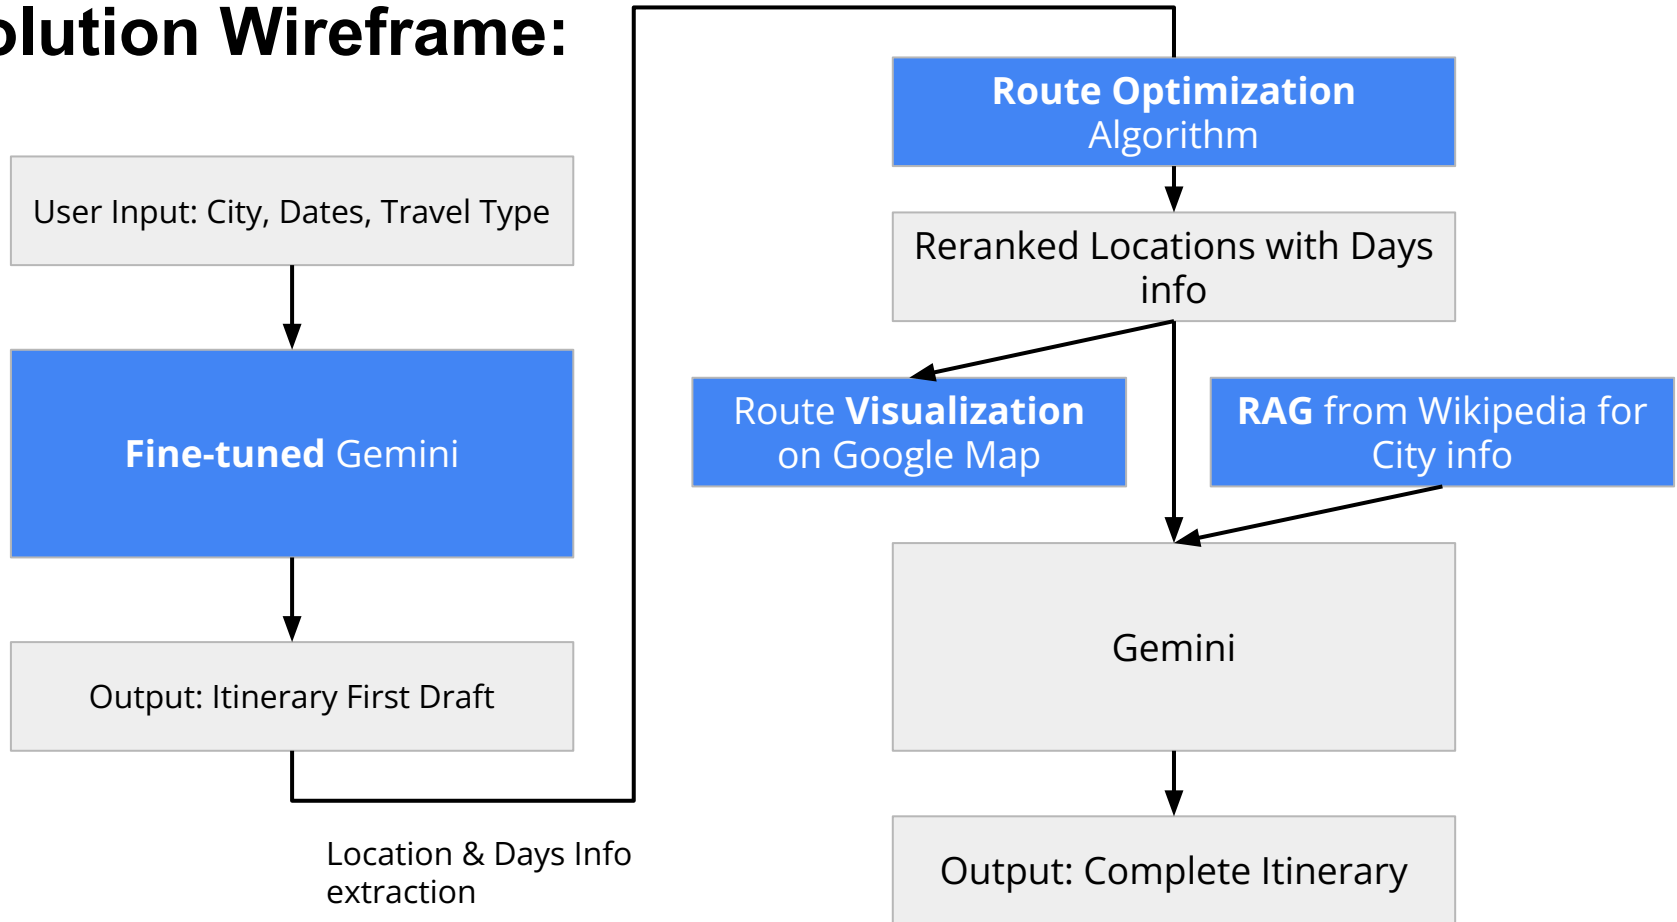 olution Wireframe:
User Input: City, Dates, Travel Type
Fine-tuned Gemini
Output: Itinerary First Draft
Location & Days Info
extraction
Route Optimization
Algorithm
Reranked Locations with Days
info
Route Visualization
on Google Map
RAG from Wikipedia for
City info
Gemini
Output: Complete Itinerary